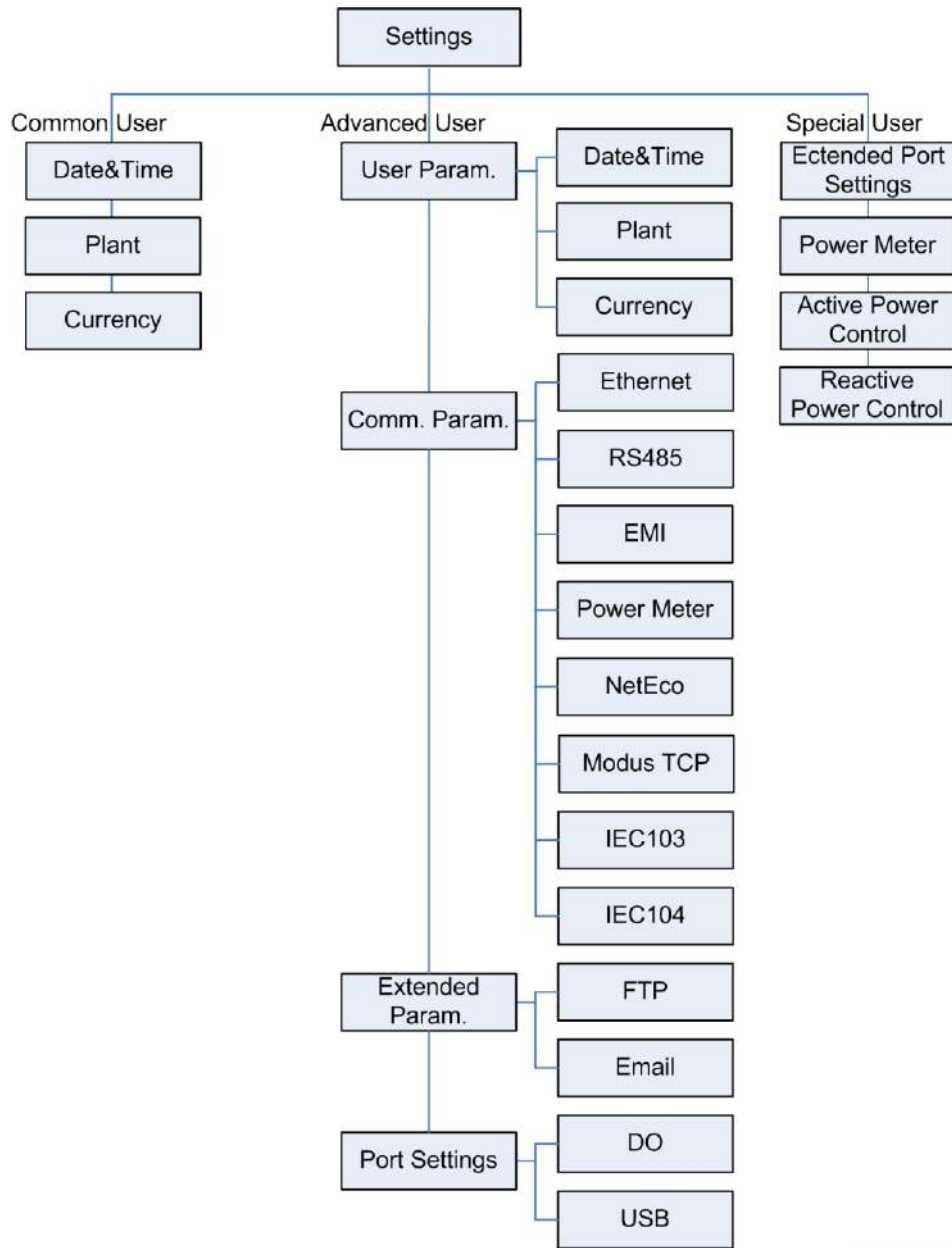 Settings
Common User
Date&Time
Plant
Currency
Advanced User
User Param.
Date&Time
Plant
Currency
Comm. Param.
Ethernet
RS485
EMI
Power Meter
NetEco
Modus TCP
IEC103
IEC104
Extended
Param.
FTP
Email
Port Settings
DO
USB
Special User
Ectended Port
Settings
Power Meter
Active Power
Control
Reactive
Power Control